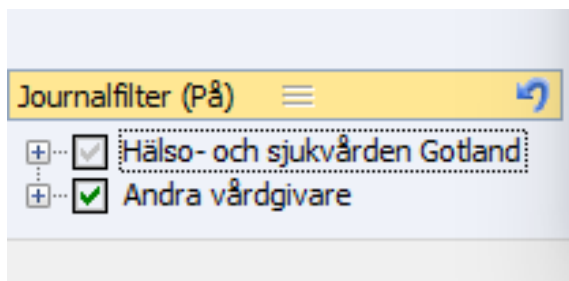 Journalfilter (På)
Hälso- och sjukvården Gotland
Andra vårdgivare